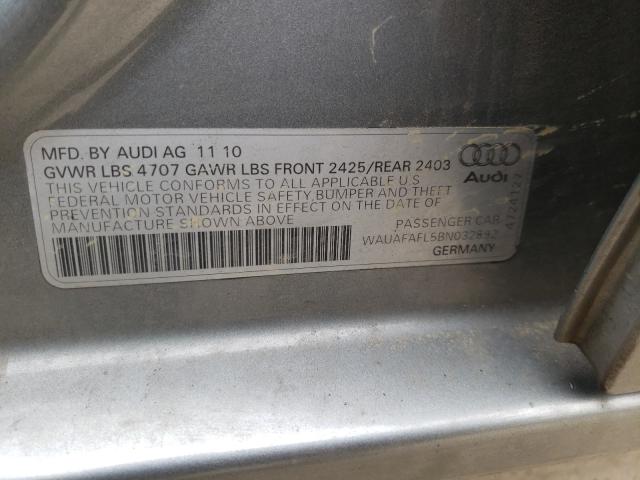 MFD. BY AUDI AG 11 10
GVWR LBS 4707 GAWR LBS FRONT 2425/REAR 2403
THIS VEHICLE CONFORMS TO ALL APPLICABLE U.S
FEDERAL MOTOR VEHICLE SAFETY,BUMPER AND THEFT
PREVENTION STANDARDS IN EFFECT ON THE DATE OF
MANUFACTURE SHOWN ABOVE
Audi
PASSENGER CAR
WAUAFAFL5BN032892
GERMANY
4724127